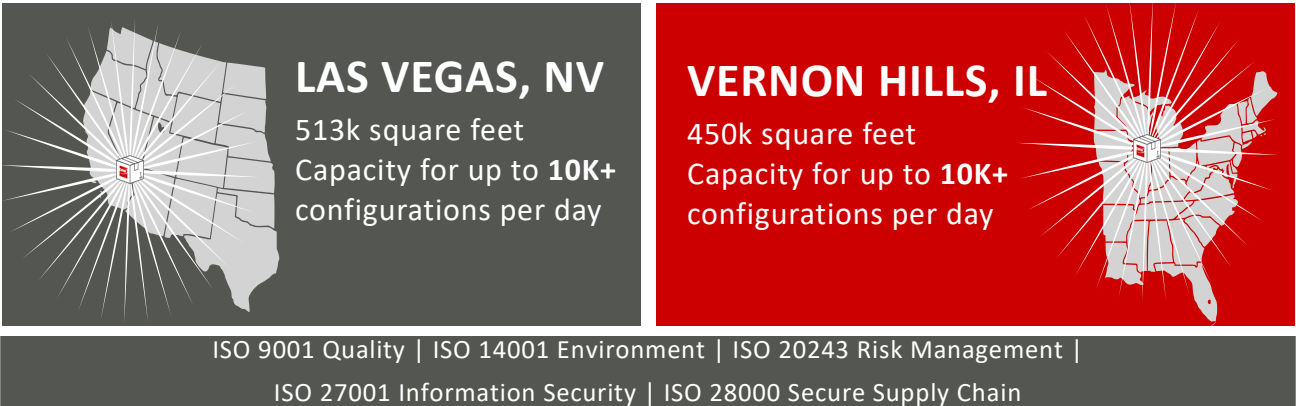 LAS VEGAS, NV
513k square feet
Capacity for up to 10K+
configurations per day
VERNON HILLS, IL
450k square feet
Capacity for up to 10K+
configurations per day
ISO 9001 Quality | ISO 14001 Environment | ISO 20243 Risk Management |
ISO 27001 Information Security | ISO 28000 Secure Supply Chain